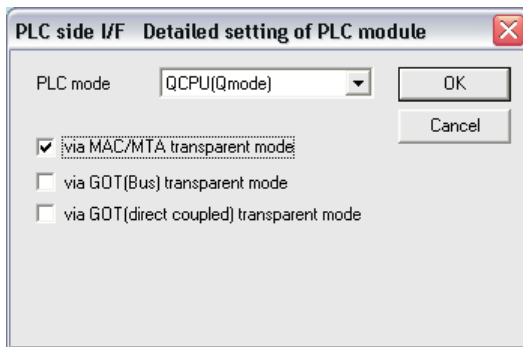 PLC side I/F Detailed setting of PLC module
PLC mode QCPU(Qmode) OK
Cancel
via MAC/MTA transparent mode
via GOT(Bus) transparent mode
via GOT(direct coupled) transparent mode